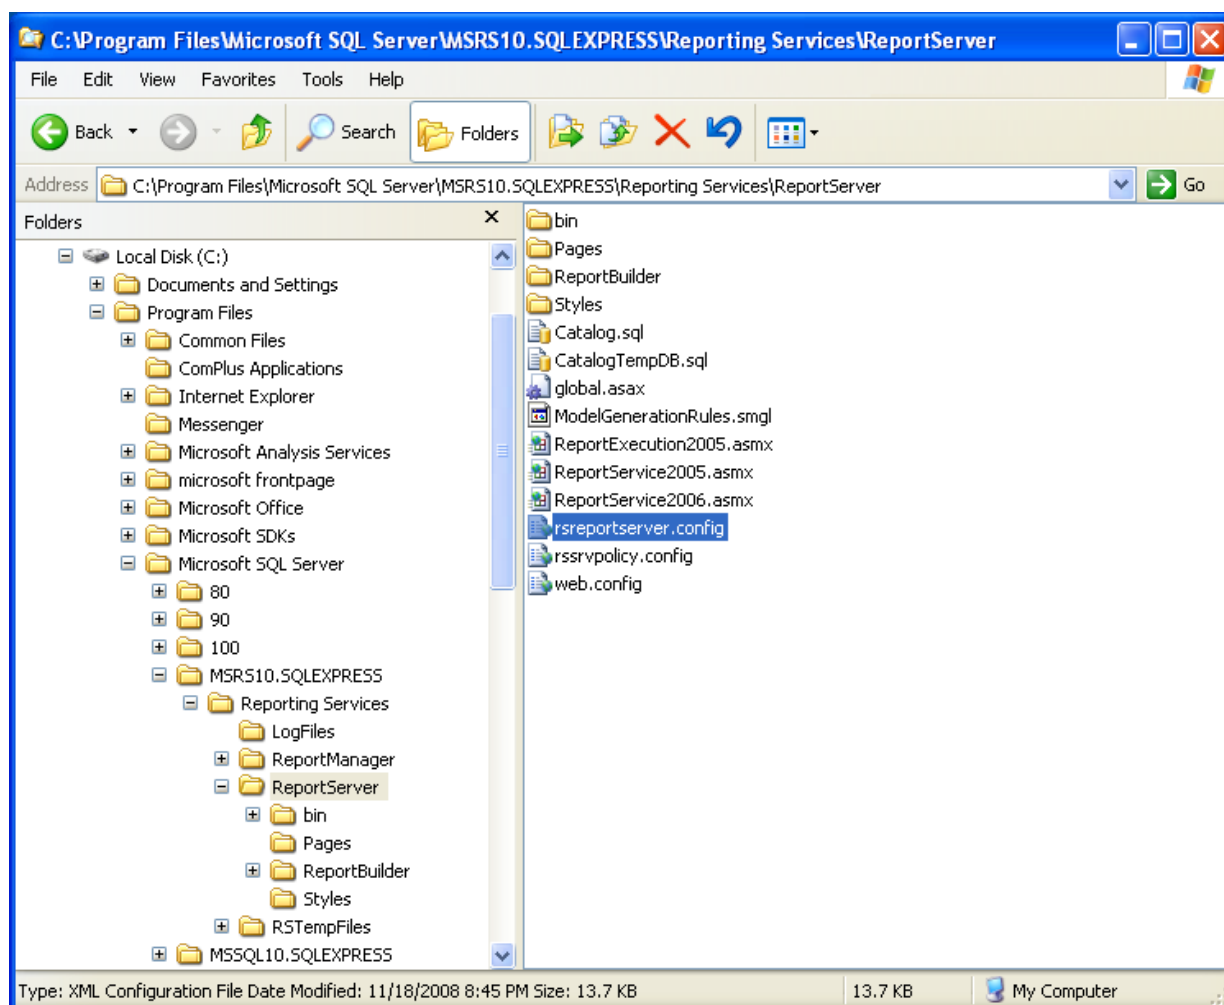 C:\Program Files\Microsoft SQL Server\MSRS10.SQLEXPRESS\Reporting Services\ReportServer
File Edit View Favorites Tools Help
Back Search Folders
Address C:\Program Files\Microsoft SQL Server\MSRS10.SQLEXPRESS\Reporting Services\ReportServer Go
Folders
Local Disk (C:)
Documents and Settings
Program Files
Common Files
ComPlus Applications
Internet Explorer
Messenger
Microsoft Analysis Services
microsoft frontpage
Microsoft Office
Microsoft SDKs
Microsoft SQL Server
80
90
100
MSRS10.SQLEXPRESS
Reporting Services
LogFiles
ReportManager
ReportServer
bin
Pages
ReportBuilder
Styles
RSTempFiles
MSSQL10.SQLEXPRESS
bin
Pages
ReportBuilder
Styles
Catalog.sql
CatalogTempDB.sql
global.asax
ModelGenerationRules.smgl
ReportExecution2005.asmx
ReportService2005.asmx
ReportService2006.asmx
rsreportserver.config
rssrvpolicy.config
web.config
Type: XML Configuration File Date Modified: 11/18/2008 8:45 PM Size: 13.7 KB 13.7 KB My Computer